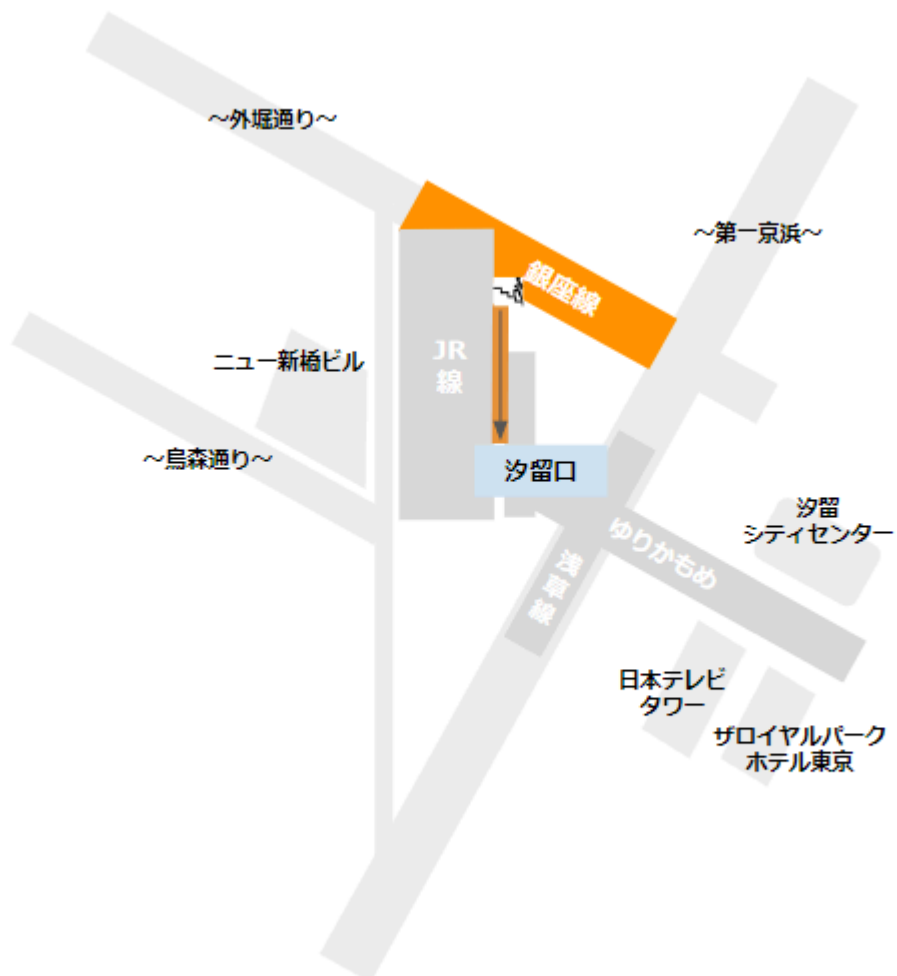 ～外堀通り～
～第一京浜～
銀座線
JR
線
ニュー新橋ビル
～烏森通り～
汐留口
汐留
シティセンター
ゆりかもめ
浅草線
日本テレビ
タワー
ザロイヤルパーク
ホテル東京